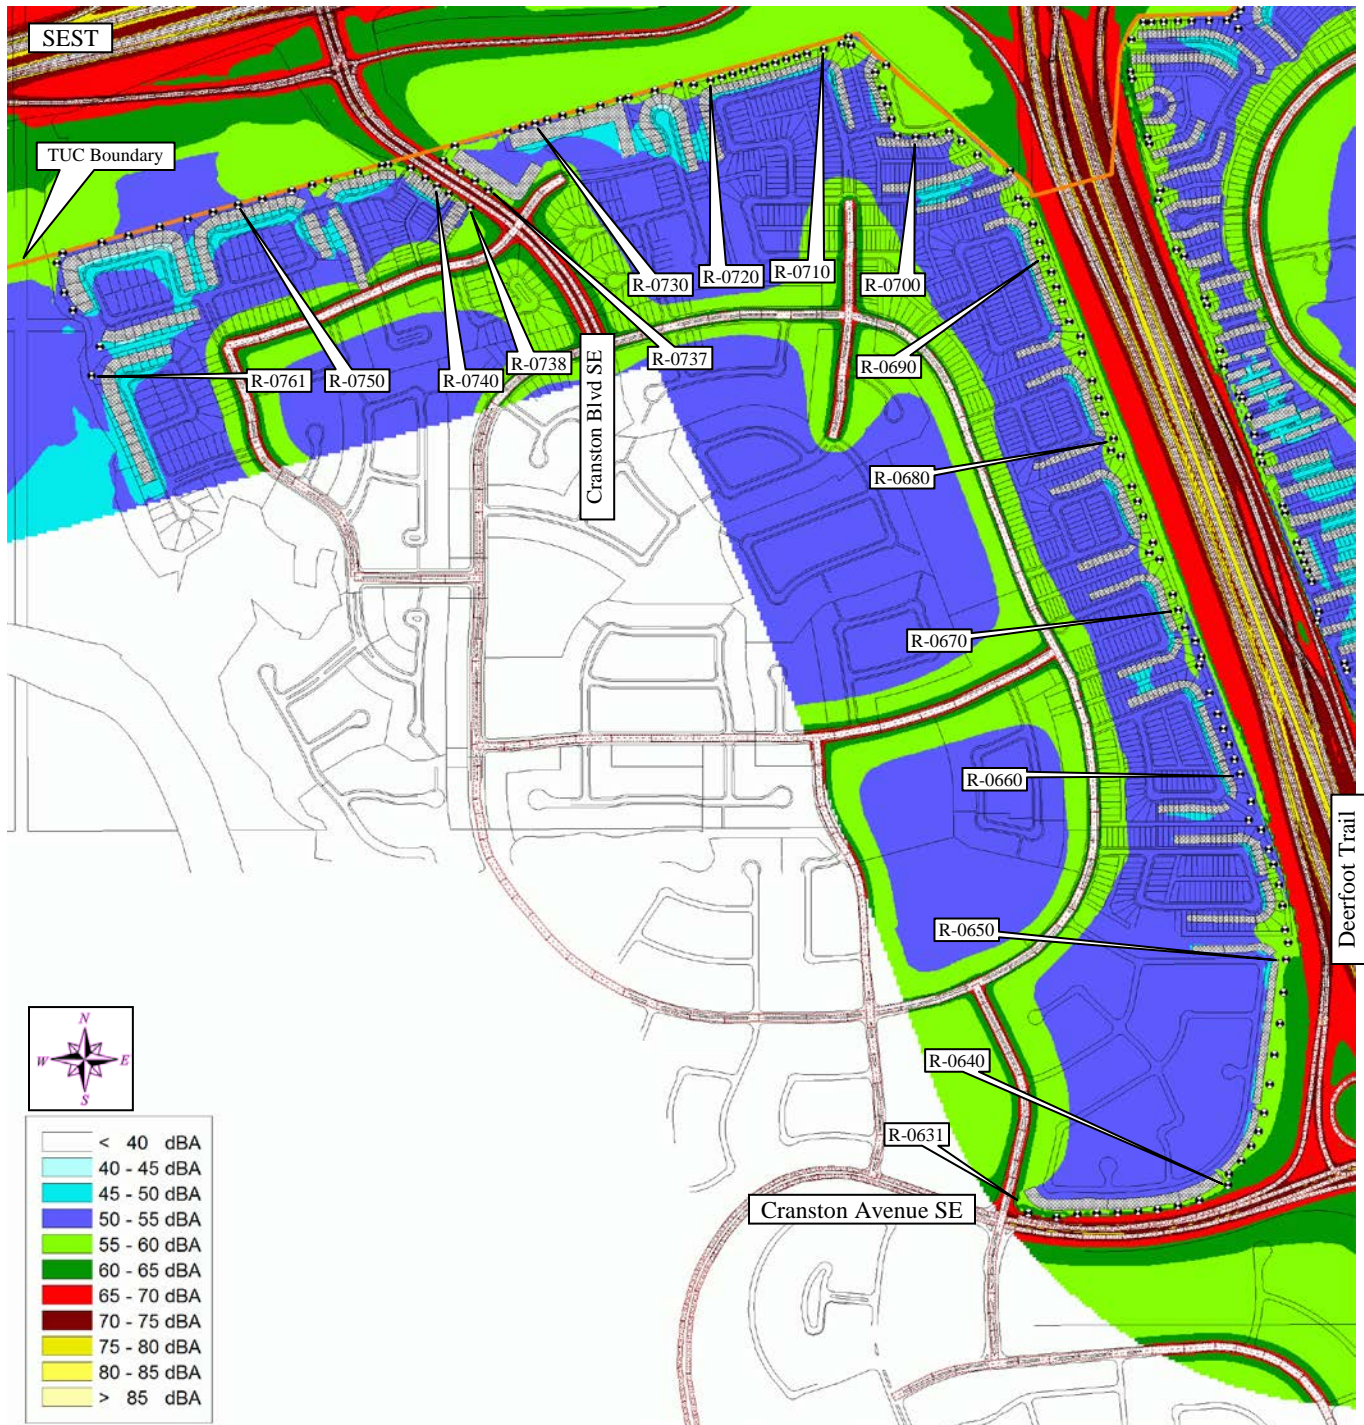 SEST
TUC Boundary
R-0730
R-0720
R-0710
R-0700
R-0761
R-0750
R-0740
R-0738
R-0737
R-0690
Cranston Blvd SE
R-0680
R-0670
R-0660
Deerfoot Trail
R-0650
R-0640
R-0631
Cranston Avenue SE
N
W E
S
< 40 dBA
40 - 45 dBA
45 - 50 dBA
50 - 55 dBA
55 - 60 dBA
60 - 65 dBA
65 - 70 dBA
70 - 75 dBA
75 - 80 dBA
80 - 85 dBA
> 85 dBA